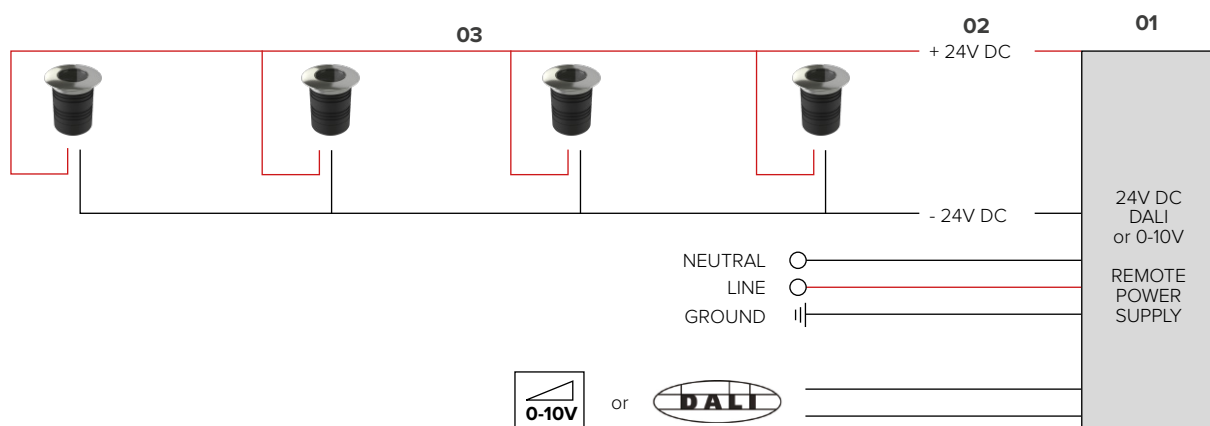 03
02
01
+ 24V DC
- 24V DC
24V DC
DALI
or 0-10V
REMOTE
POWER
SUPPLY
NEUTRAL
LINE
GROUND
0-10V
or
DALI